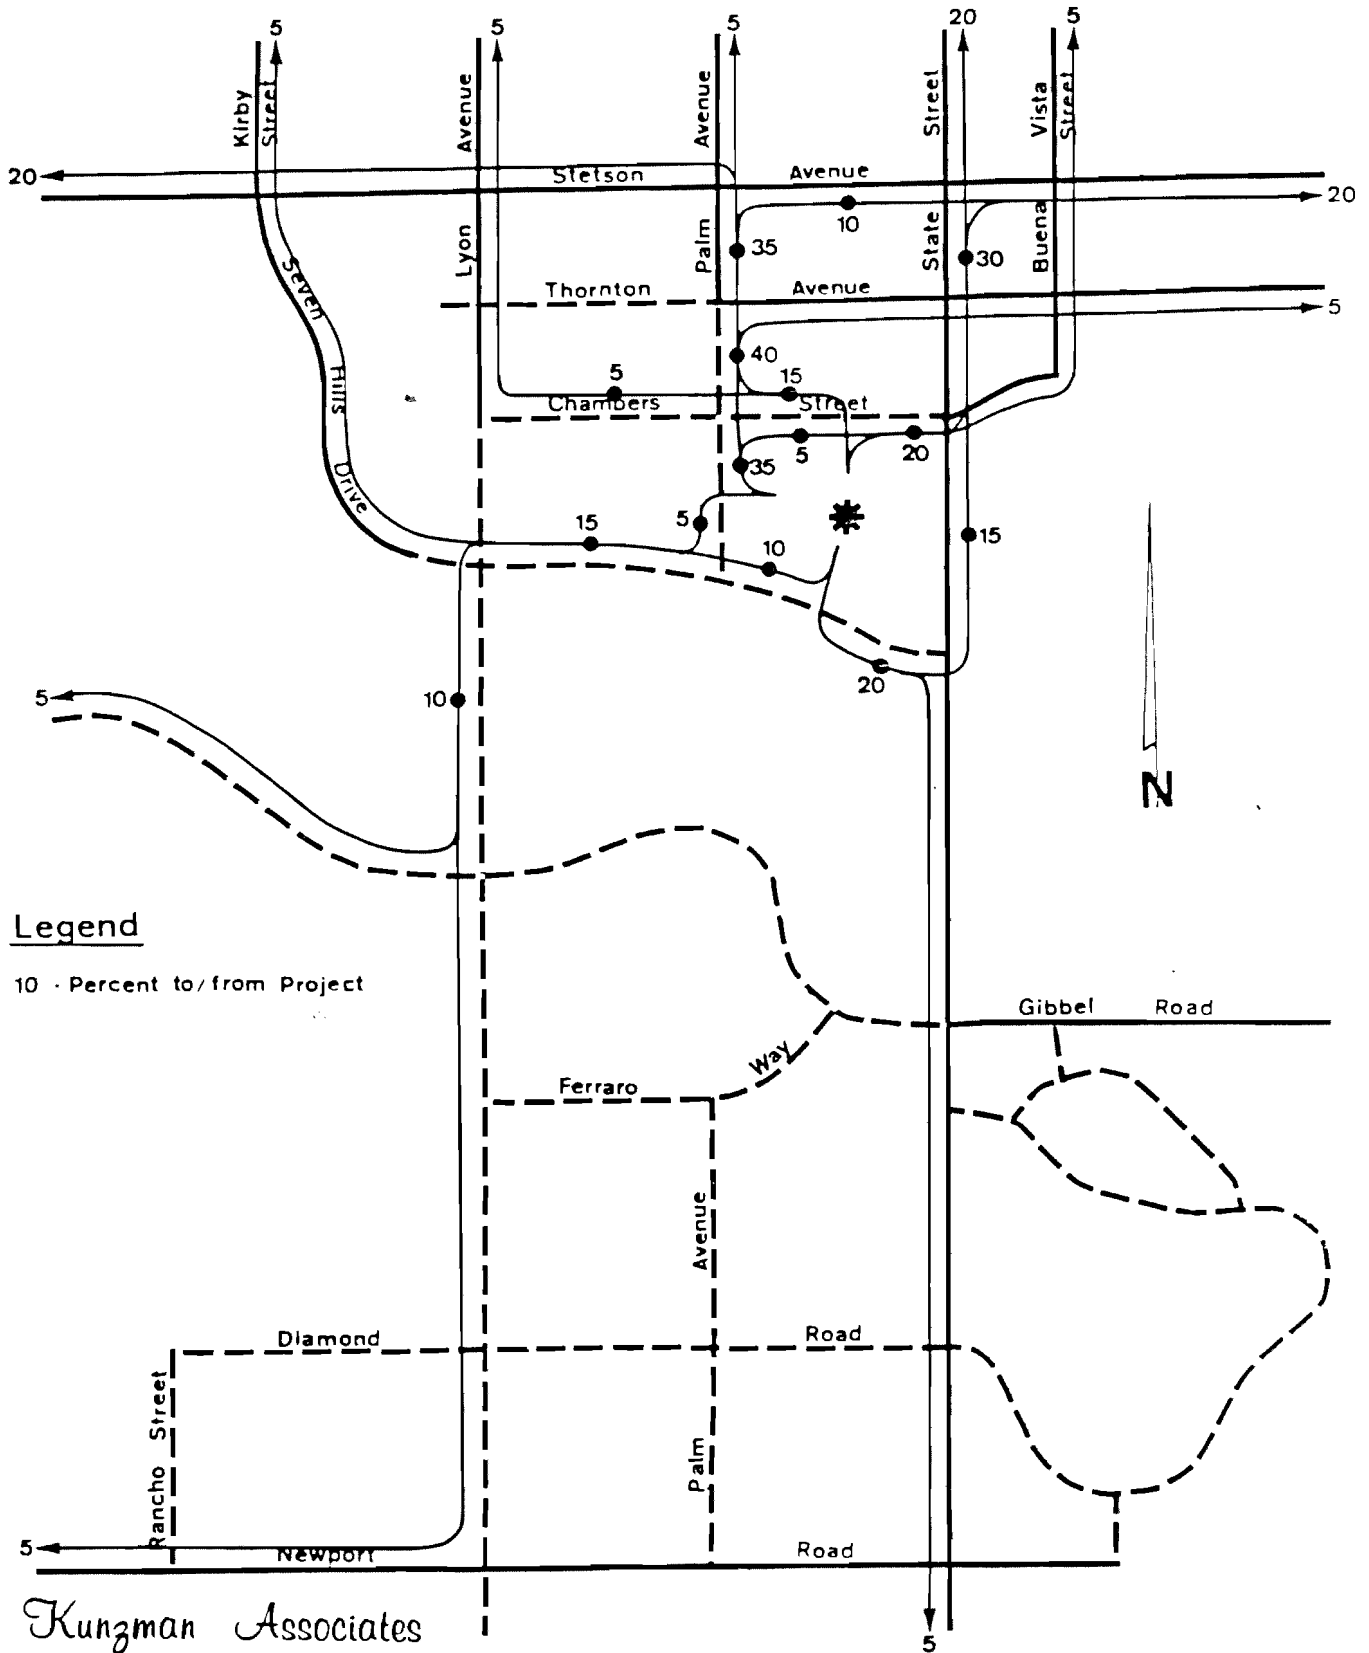 5
5
5
20
5
Kirby Street
Lyon Avenue
Palm Avenue
State Street
Buena Vista Street
20
Stetson Avenue
20
10
35
30
Thornton Avenue
5
40
5
15
Chambers Street
5
20
35
Seven Hills Drive
15
5
10
15
20
10
5
N
Legend
10 · Percent to/from Project
Gibbel Road
Ferraro Way
Palm Avenue
Diamond Road
Rancho Street
5
Newport Road
Kunzman Associates
5